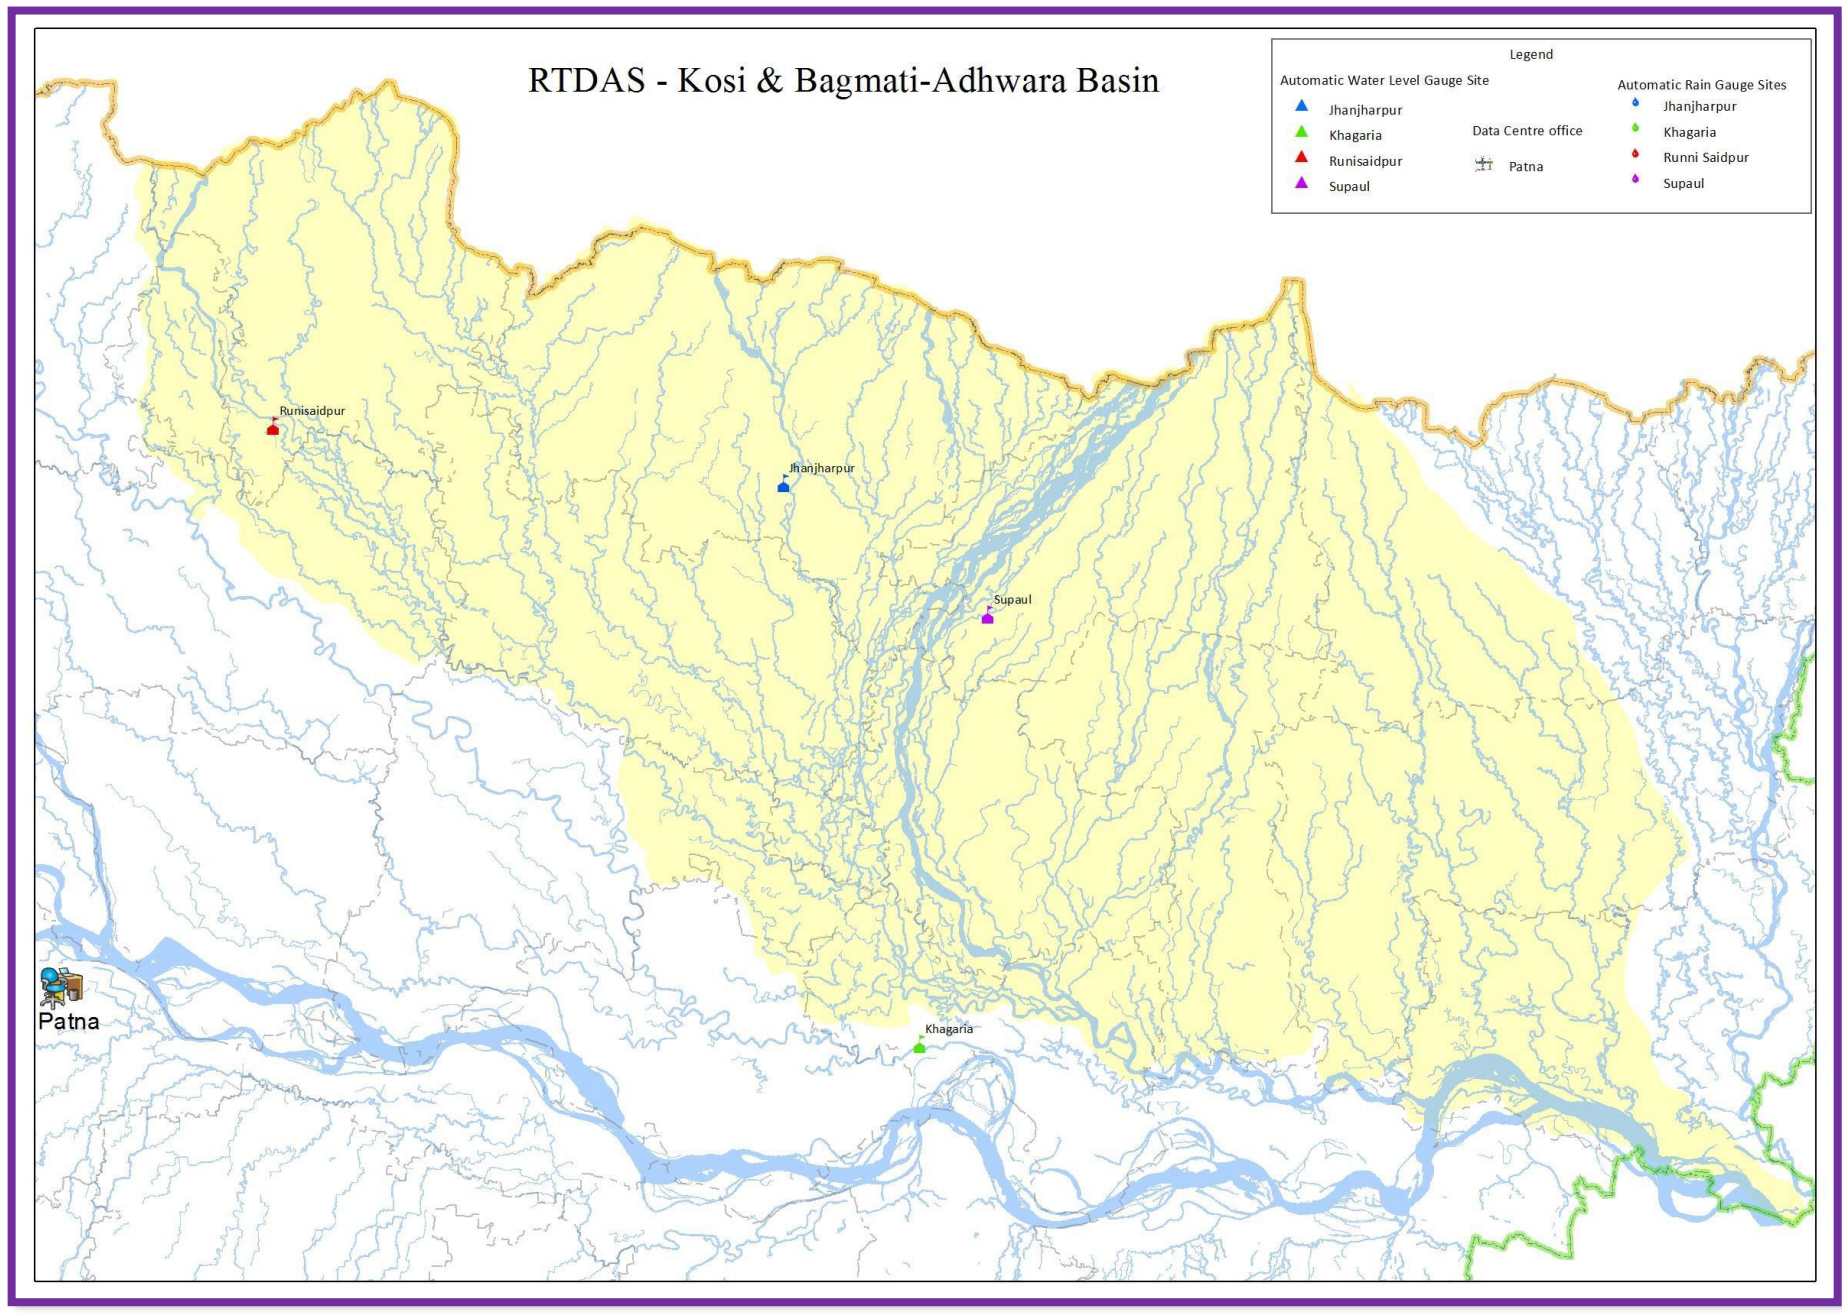 RTDAS - Kosi & Bagmati-Adhwara Basin
Legend
Automatic Water Level Gauge Site
Jhanjharpur
Khagaria
Runisaidpur
Supaul
Data Centre office
Patna
Automatic Rain Gauge Sites
Jhanjharpur
Khagaria
Runni Saidpur
Supaul
Runisaidpur
Jhanjharpur
Supaul
Patna
Khagaria